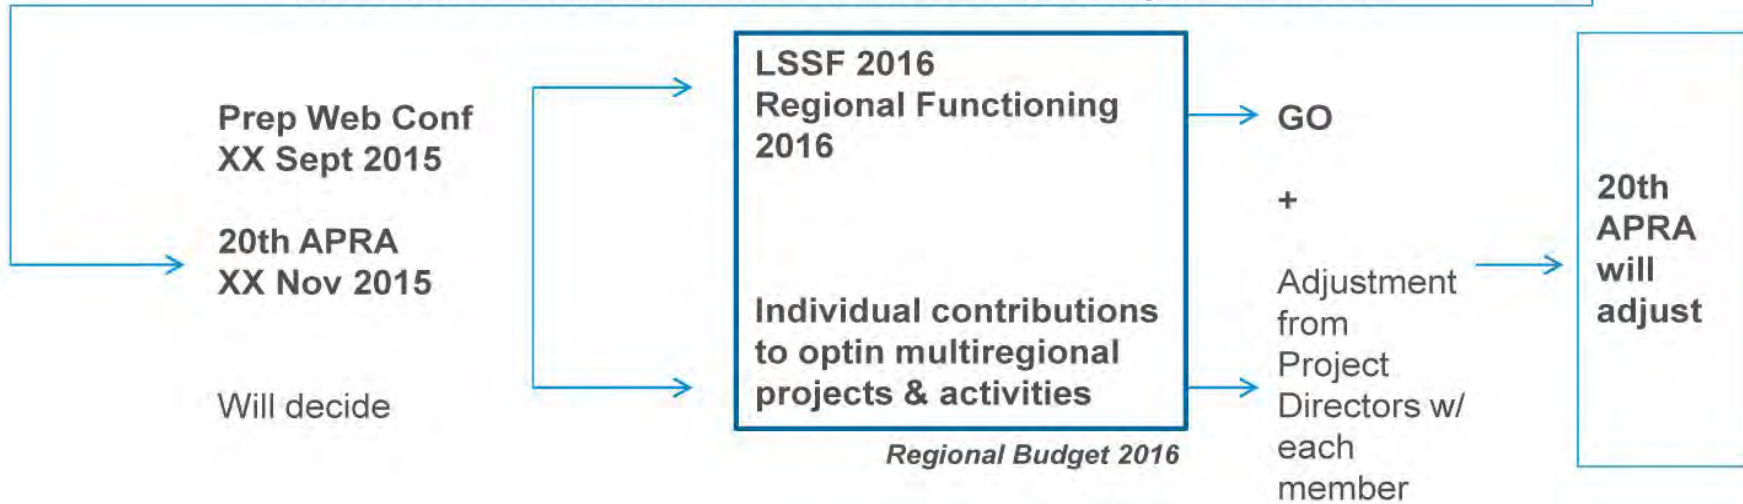 Prep Web Conf
XX Sept 2015
20th APRA
XX Nov 2015
Will decide
LSSF 2016
Regional Functioning
2016
Individual contributions
to optin multiregional
projects & activities
Regional Budget 2016
GO
+
Adjustment
from
Project
Directors w/
each
member
20th
APRA
will
adjust